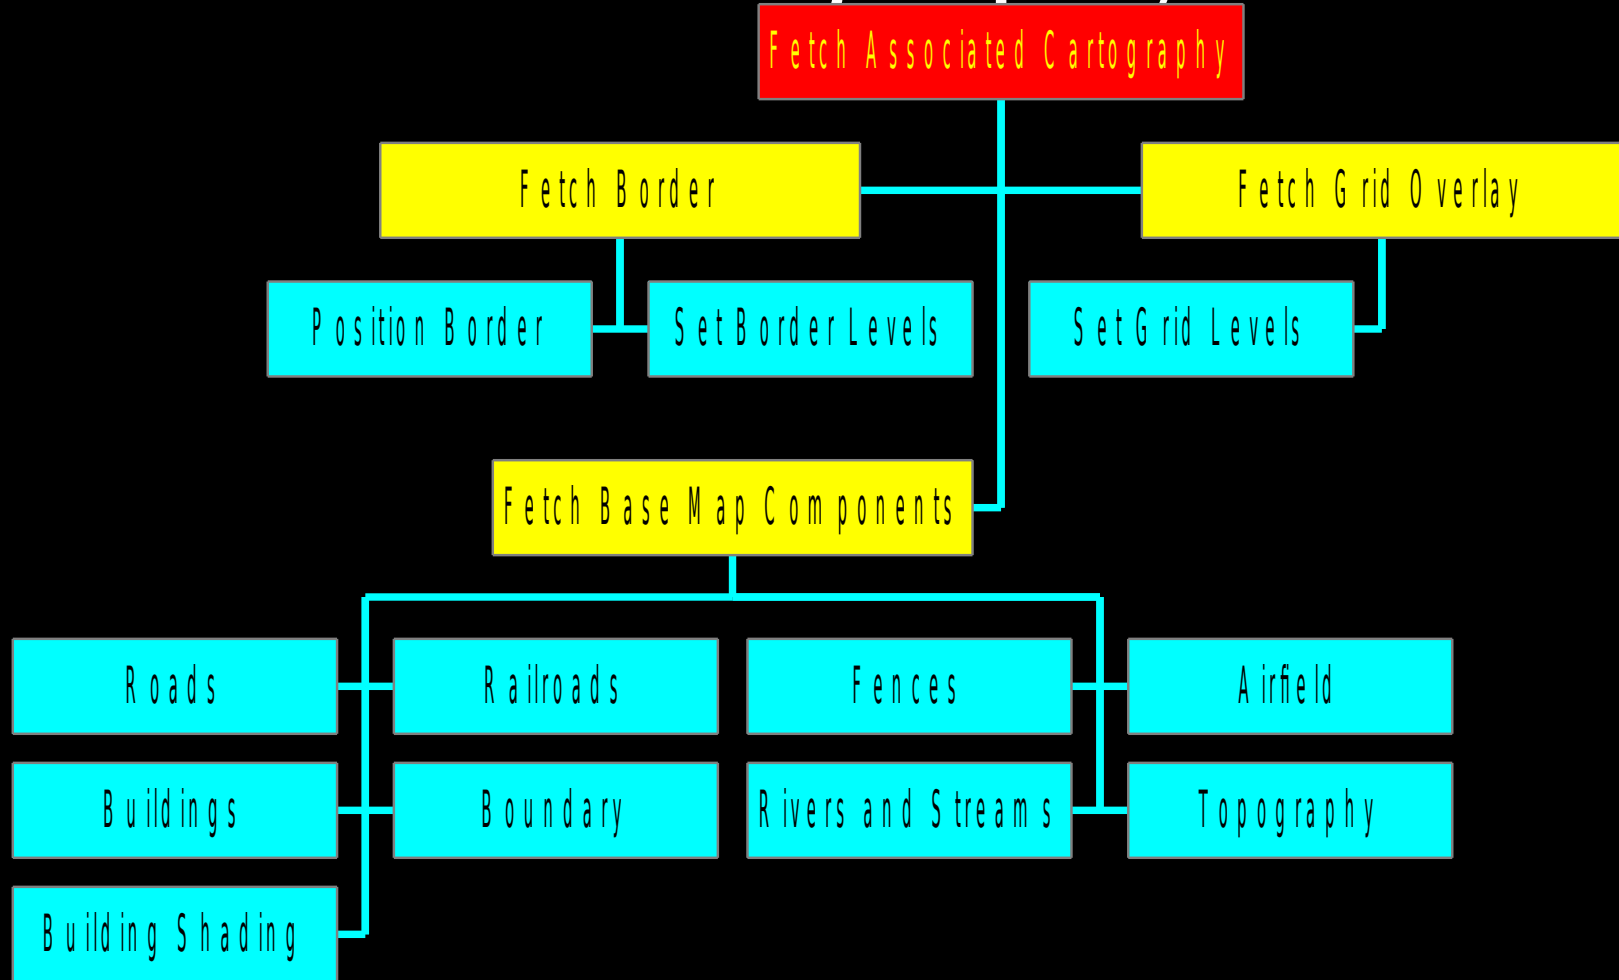 Fetch Associated Cartography
Fetch Border
Fetch Grid Overlay
Position Border
Set Border Levels
Set Grid Levels
Fetch Base Map Components
Roads
Railroads
Fences
Airfield
Buildings
Boundary
Rivers and Streams
Topography
Building Shading